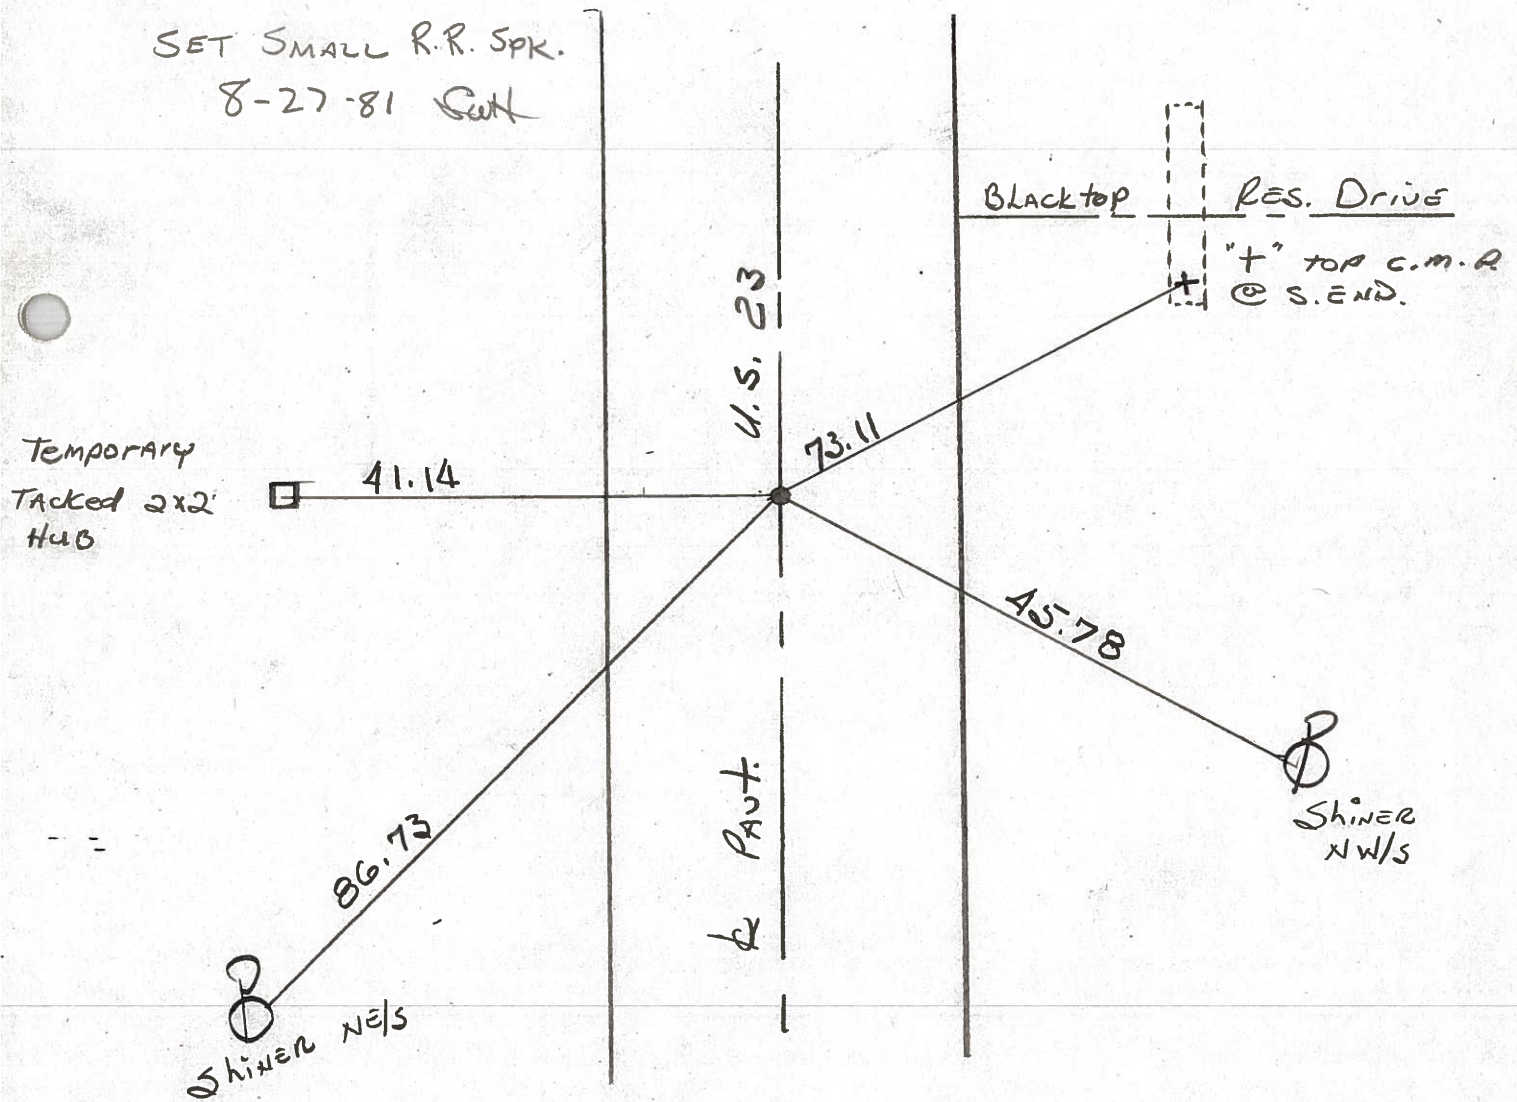 SET SMALL R.R. SPK.
8-27-81
BLACKtOP RES. DriVE
"+" TOP C.M.P.
@ S. END.
U.S. 23
73.11
TEMPORARY
TACKed 2x2
HUB
41.14
45.78
ShiNER
NW/S
℄ PAVt.
86.73
ShiNER NE/S